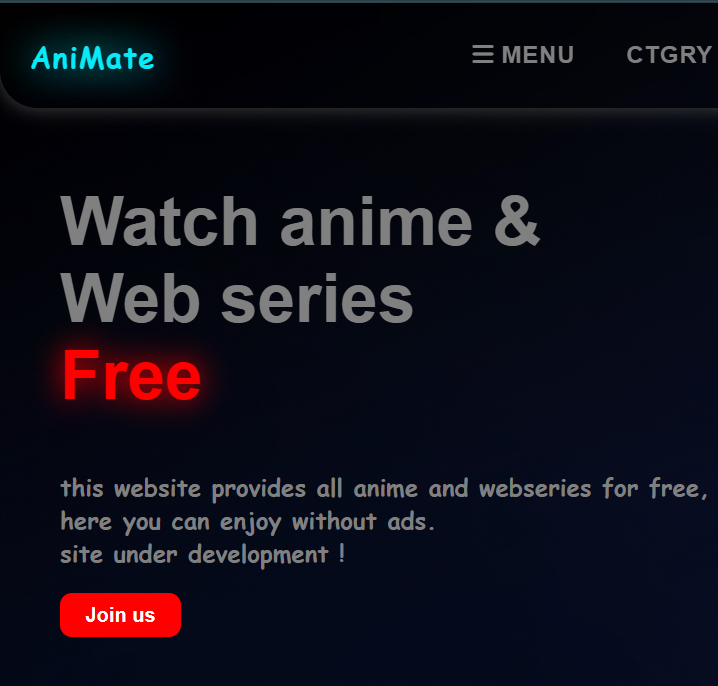 AniMate
MENU
CTGRY
Watch anime &
Web series
Free
this website provides all anime and webseries for free,
here you can enjoy without ads.
site under development !
Join us